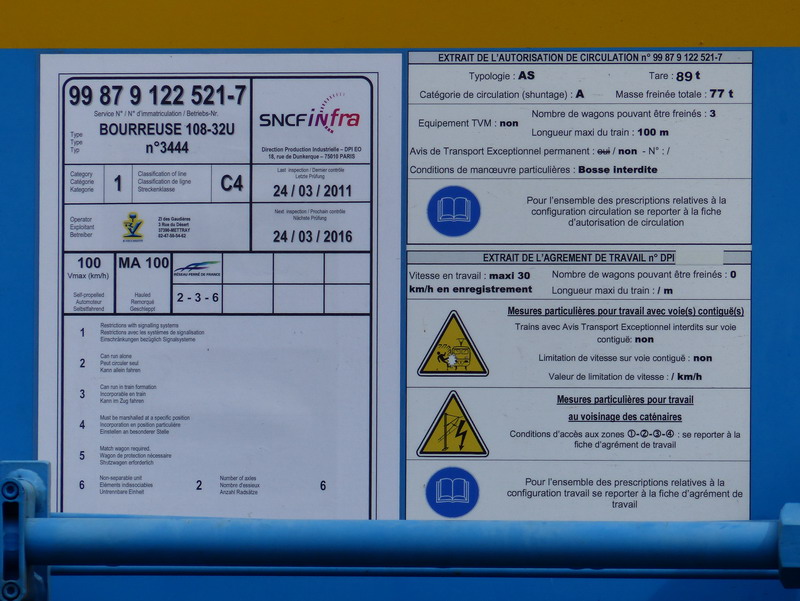 99 87 9 122 521-7
Service N° / N° d'immatriculation / Betriebs-Nr.
Type
Type
Typ
BOURREUSE 108-32U
n°3444
SNCF infra
Direction Production Industrielle – DPI EO
18, rue de Dunkerque – 75010 PARIS
Category
Catégorie
Kategorie
1
Classification of line
Classification de ligne
Streckenklasse
C4
Last inspection / Dernier contrôle
Letzte Prüfung
24 / 03 / 2011
Operator
Exploitant
Betreiber
ZI des Gaudières
3 Rue du Désert
37390-METTRAY
Next inspection / Prochain contrôle
Nächste Prüfung
24 / 03 / 2016
100
Vmax (km/h)
MA 100
RESEAU FERRE DE FRANCE
Self-propelled
Automoteur
Selbstfahrend
Hauled
Remorqué
Geschleppt
2 - 3 - 6
1
Restrictions with signalling systems
Restrictions avec les systèmes de signalisation
Einschränkungen bezüglich Signalsysteme
2
Can run alone
Peut circuler seul
Kann allein fahren
3
Can run in train formation
Incorporable en train
Kann im Zug fahren
4
Must be marshalled at a specific position
Incorporation en position particulière
Einstellen an besonderer Stelle
5
Match wagon required
Wagon de protection nécessaire
Shutzwagen erforderlich
6
Non-separable unit
Eléments indissociables
Untrennbare Einheit
2
Number of axles
Nombre d'essieux
Anzahl Radsätze
6
EXTRAIT DE L'AUTORISATION DE CIRCULATION n° 99 87 9 122 521-7
Typologie : AS Tare : 89 t
Catégorie de circulation (shuntage) : A Masse freinée totale : 77 t
Equipement TVM : non
Nombre de wagons pouvant être freinés : 3
Longueur maxi du train : 100 m
Avis de Transport Exceptionnel permanent : oui / non - N° : /
Conditions de manœuvre particulières : Bosse interdite
Pour l'ensemble des prescriptions relatives à la
configuration circulation se reporter à la fiche
d'autorisation de circulation
EXTRAIT DE L'AGREMENT DE TRAVAIL n° DPI
Vitesse en travail : maxi 30
km/h en enregistrement
Nombre de wagons pouvant être freinés : 0
Longueur maxi du train : / m
Mesures particulières pour travail avec voie(s) contiguë(s)
Trains avec Avis Transport Exceptionnel interdits sur voie
contiguë: non
Limitation de vitesse sur voie contiguë : non
Valeur de limitation de vitesse : / km/h
Mesures particulières pour travail
au voisinage des caténaires
Conditions d'accès aux zones ①-②-③-④ : se reporter à la
fiche d'agrément de travail
Pour l'ensemble des prescriptions relatives à la
configuration travail se reporter à la fiche d'agrément de
travail